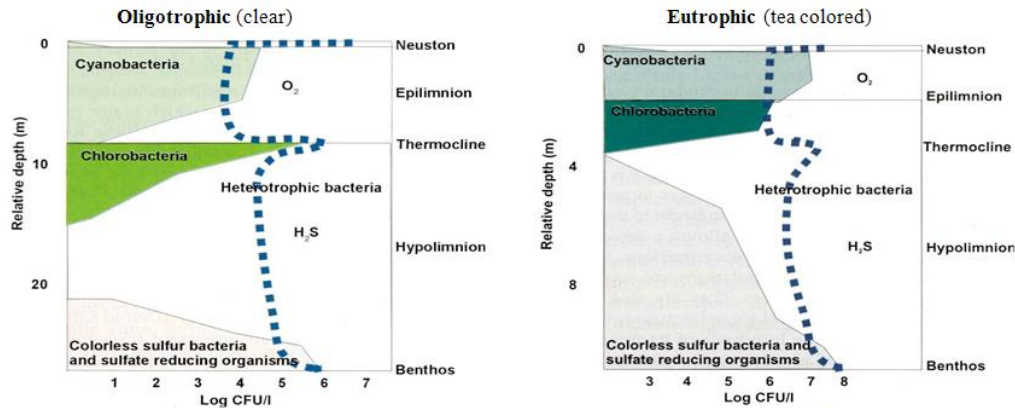 Oligotrophic (clear)
0
10
20
Relative depth (m)
Cyanobacteria
O₂
Chlorobacteria
Heterotrophic bacteria
H₂S
Colorless sulfur bacteria
and sulfate reducing organisms
Neuston
Epilimnion
Thermocline
Hypolimnion
Benthos
1 2 3 4 5 6 7
Log CFU/l
Eutrophic (tea colored)
0
4
8
Relative depth (m)
Cyanobacteria
O₂
Chlorobacteria
Heterotrophic bacteria
H₂S
Colorless sulfur bacteria and
sulfate reducing organisms
Neuston
Epilimnion
Thermocline
Hypolimnion
Benthos
3 4 5 6 7 8
Log CFU/l